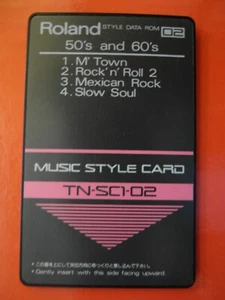 Roland STYLE DATA ROM 02
50's and 60's
1. M' Town
2. Rock'n' Roll 2
3. Mexican Rock
4. Slow Soul
MUSIC STYLE CARD
TN-SC1-02
• Gently insert with this side facing upward.